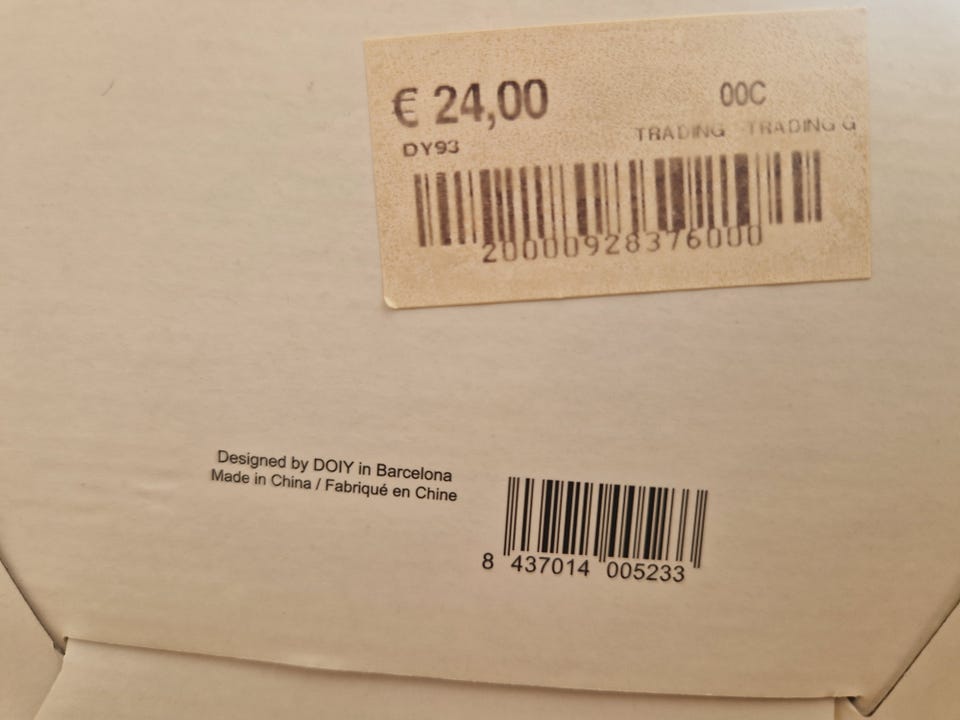 € 24,00
00C
DY93
TRADING TRADING G
20000928376000
Designed by DOIY in Barcelona
Made in China / Fabriqué en Chine
8 437014 005233